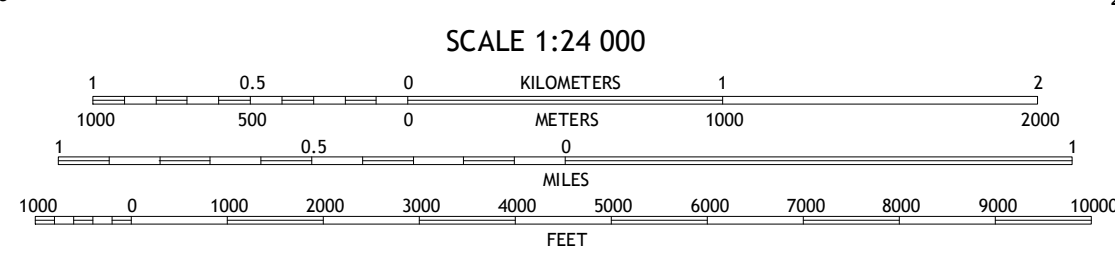 SCALE 1:24 000
1 0.5 0 KILOMETERS 1 2
1000 500 0 METERS 1000 2000
1 0.5 0 1
MILES
1000 0 1000 2000 3000 4000 5000 6000 7000 8000 9000 10000
FEET